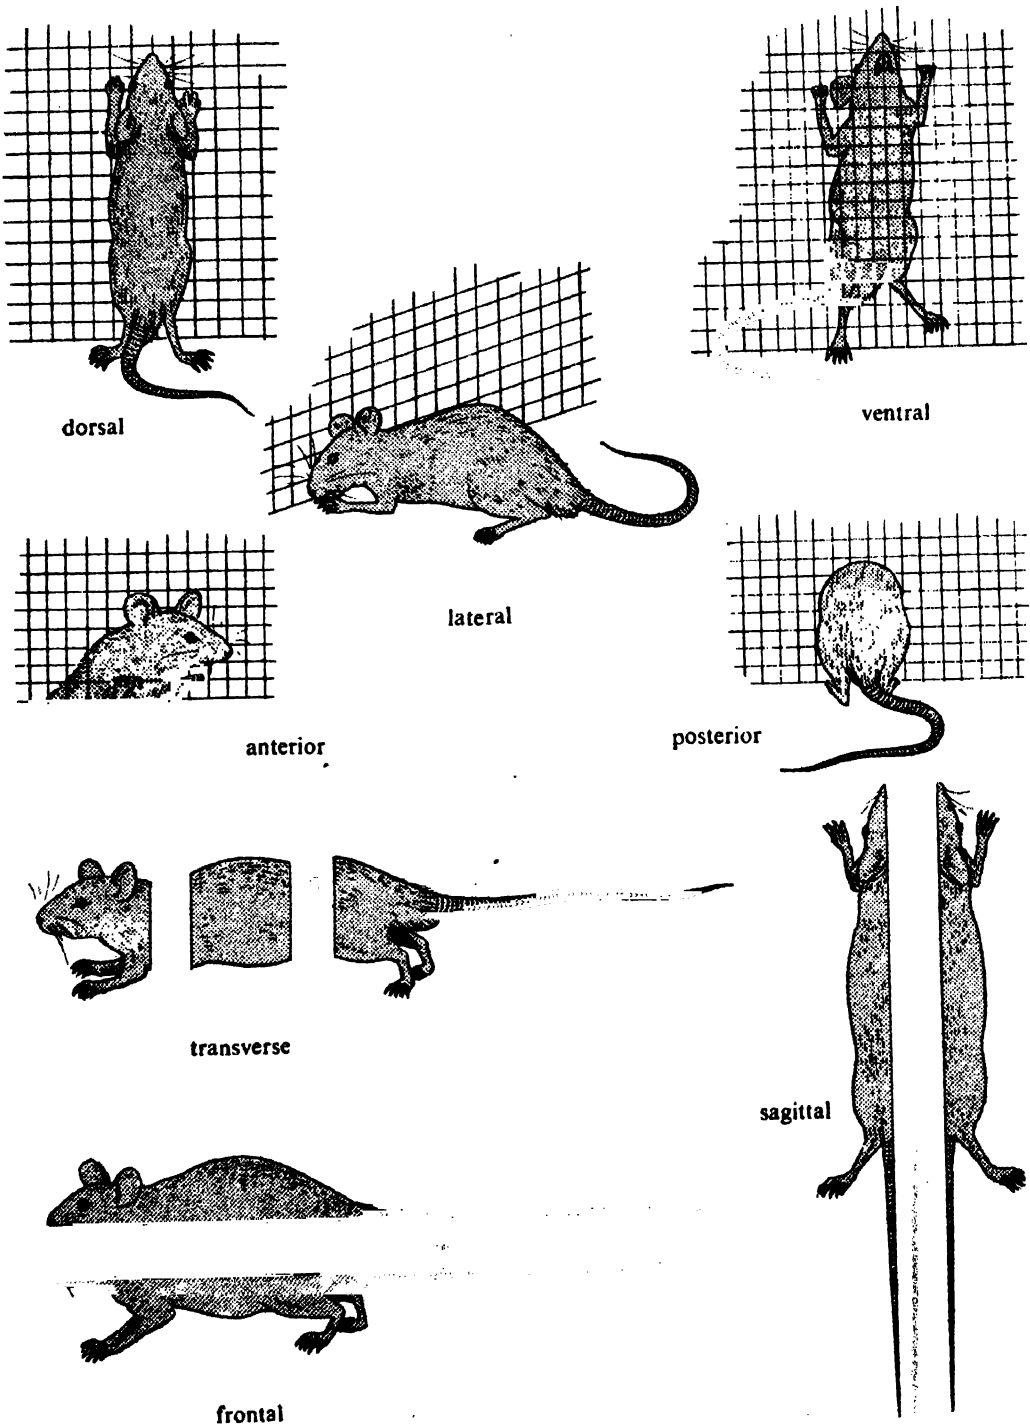 dorsal
ventral
lateral
anterior
posterior
transverse
sagittal
frontal